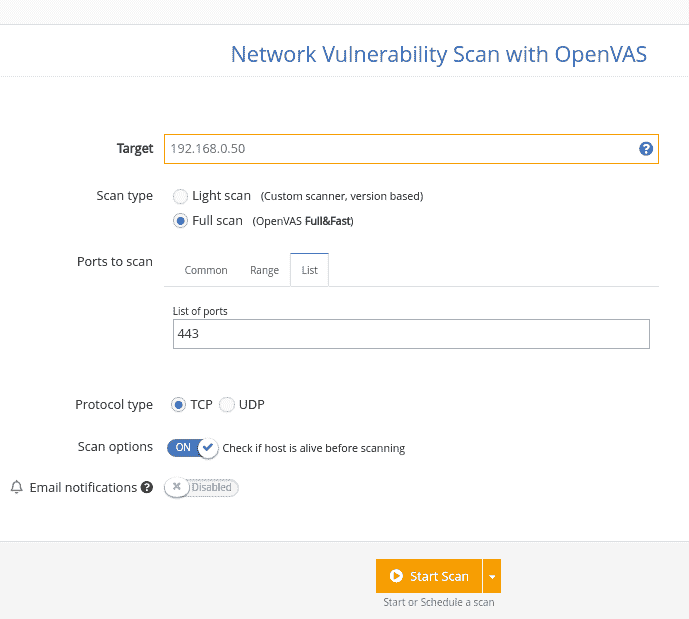 Network Vulnerability Scan with OpenVAS
Target 192.168.0.50 ?
Scan type Light scan (Custom scanner, version based)
Full scan (OpenVAS Full&Fast)
Ports to scan Common Range List
List of ports
443
Protocol type TCP UDP
Scan options ON Check if host is alive before scanning
Email notifications ? Disabled
Start Scan
Start or Schedule a scan